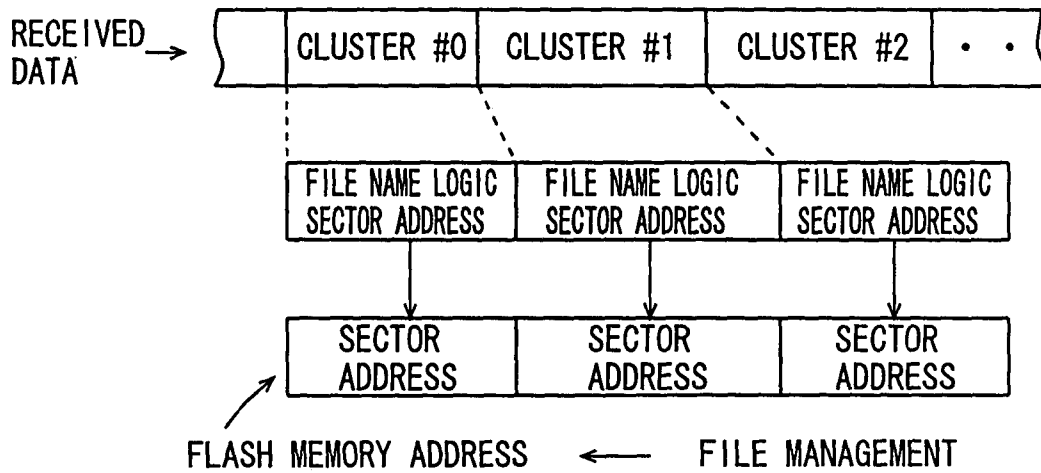 RECEIVED
DATA
CLUSTER #0 CLUSTER #1 CLUSTER #2 · ·
FILE NAME LOGIC
SECTOR ADDRESS
FILE NAME LOGIC
SECTOR ADDRESS
FILE NAME LOGIC
SECTOR ADDRESS
SECTOR
ADDRESS
SECTOR
ADDRESS
SECTOR
ADDRESS
FLASH MEMORY ADDRESS ← FILE MANAGEMENT